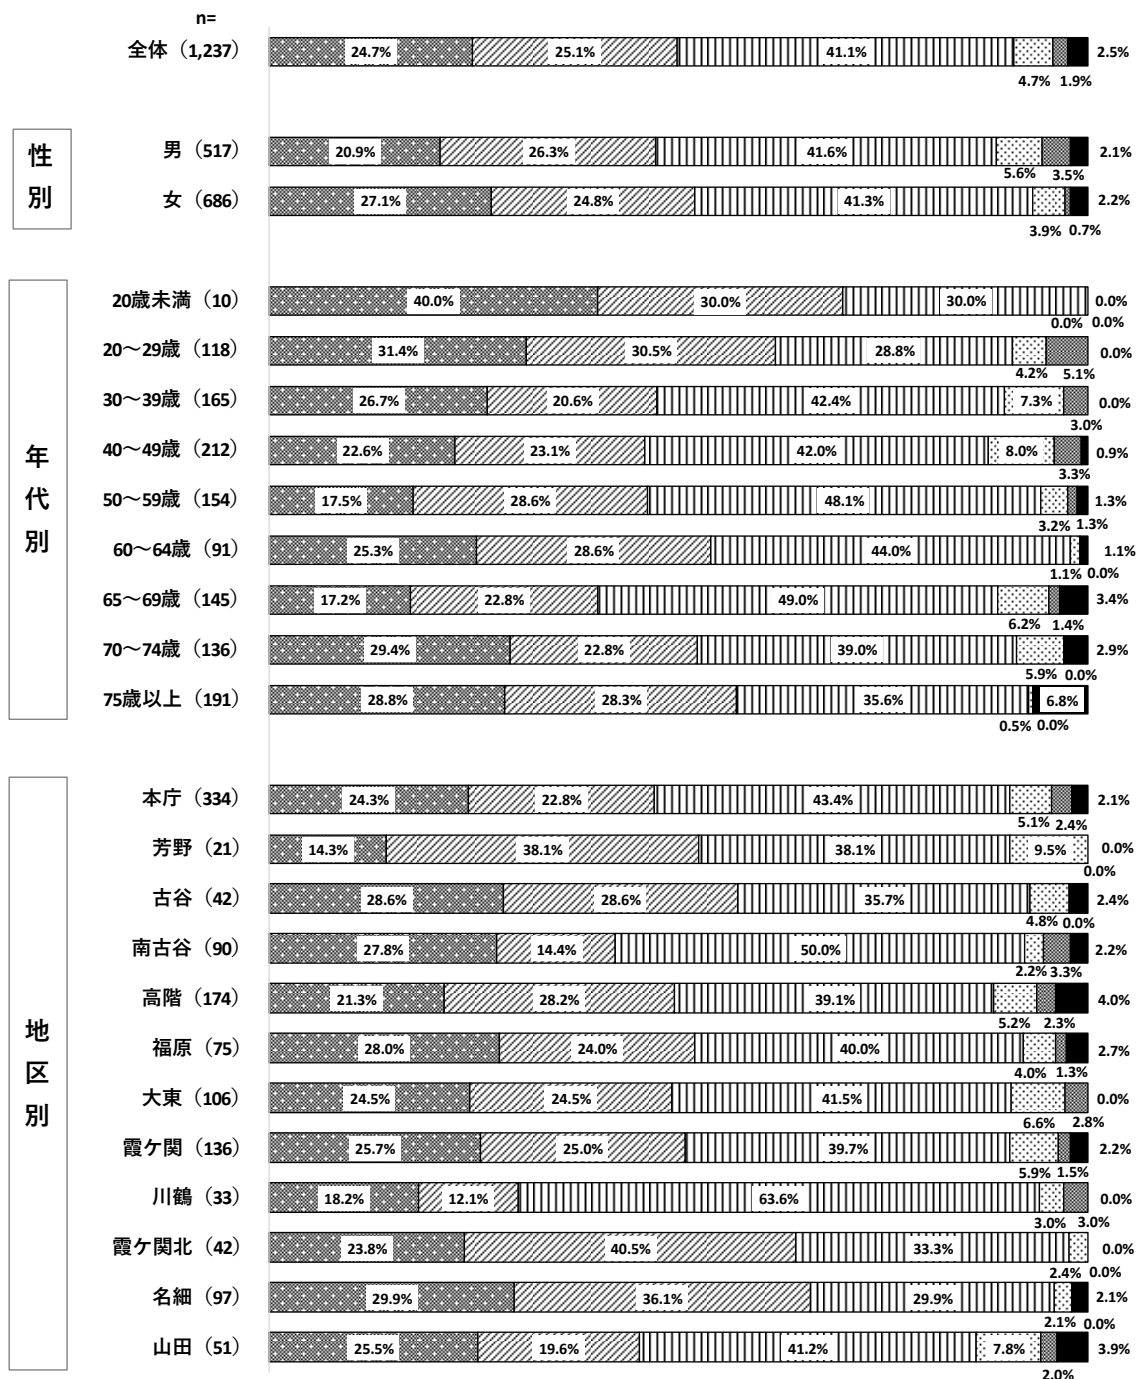 n=
全体（1,237） 24.7% 25.1% 41.1% 2.5%
4.7% 1.9%
性別
男（517） 20.9% 26.3% 41.6% 2.1%
5.6% 3.5%
女（686） 27.1% 24.8% 41.3% 2.2%
3.9% 0.7%
年代別
20歳未満（10） 40.0% 30.0% 30.0% 0.0%
0.0% 0.0%
20～29歳（118） 31.4% 30.5% 28.8% 0.0%
4.2% 5.1%
30～39歳（165） 26.7% 20.6% 42.4% 7.3% 0.0%
3.0%
40～49歳（212） 22.6% 23.1% 42.0% 8.0% 0.9%
3.3%
50～59歳（154） 17.5% 28.6% 48.1% 1.3%
3.2% 1.3%
60～64歳（91） 25.3% 28.6% 44.0% 1.1%
1.1% 0.0%
65～69歳（145） 17.2% 22.8% 49.0% 3.4%
6.2% 1.4%
70～74歳（136） 29.4% 22.8% 39.0% 2.9%
5.9% 0.0%
75歳以上（191） 28.8% 28.3% 35.6% 6.8%
0.5% 0.0%
地区別
本庁（334） 24.3% 22.8% 43.4% 2.1%
5.1% 2.4%
芳野（21） 14.3% 38.1% 38.1% 9.5% 0.0%
0.0%
古谷（42） 28.6% 28.6% 35.7% 2.4%
4.8% 0.0%
南古谷（90） 27.8% 14.4% 50.0% 2.2%
2.2% 3.3%
高階（174） 21.3% 28.2% 39.1% 4.0%
5.2% 2.3%
福原（75） 28.0% 24.0% 40.0% 2.7%
4.0% 1.3%
大東（106） 24.5% 24.5% 41.5% 0.0%
6.6% 2.8%
霞ケ関（136） 25.7% 25.0% 39.7% 2.2%
5.9% 1.5%
川鶴（33） 18.2% 12.1% 63.6% 0.0%
3.0% 3.0%
霞ケ関北（42） 23.8% 40.5% 33.3% 0.0%
2.4% 0.0%
名細（97） 29.9% 36.1% 29.9% 2.1%
2.1% 0.0%
山田（51） 25.5% 19.6% 41.2% 7.8% 3.9%
2.0%